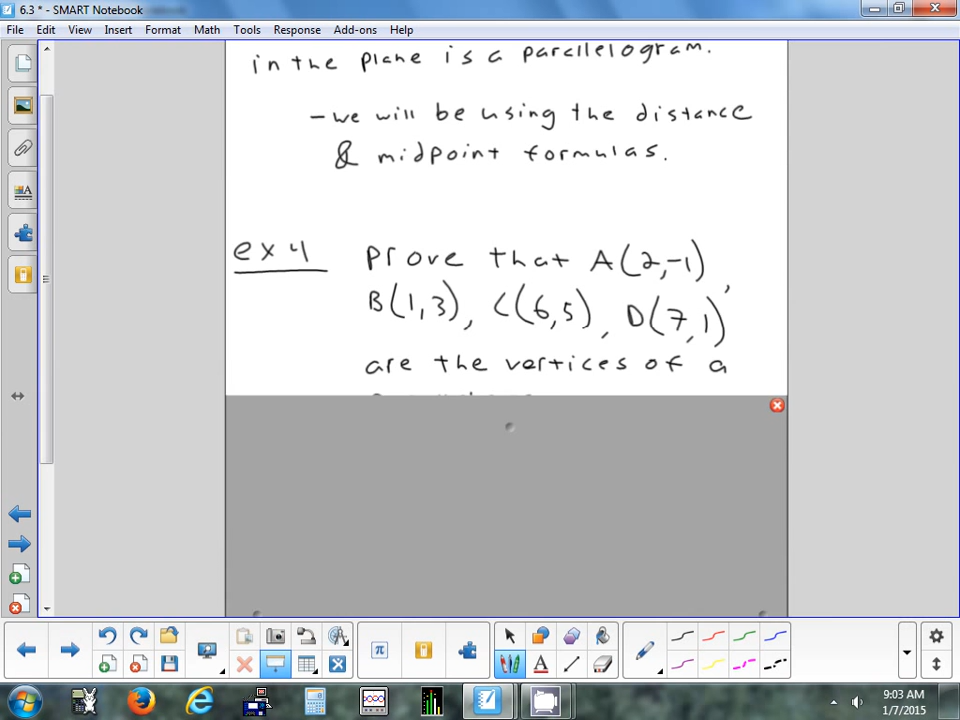 6.3 * - SMART Notebook
File Edit View Insert Format Math Tools Response Add-ons Help
in the plane is a parallelogram.
- we will be using the distance
& midpoint formulas.
ex 4 Prove that A(2,-1),
B(1,3), C(6,5), D(7,1)
are the vertices of a
9:03 AM
1/7/2015